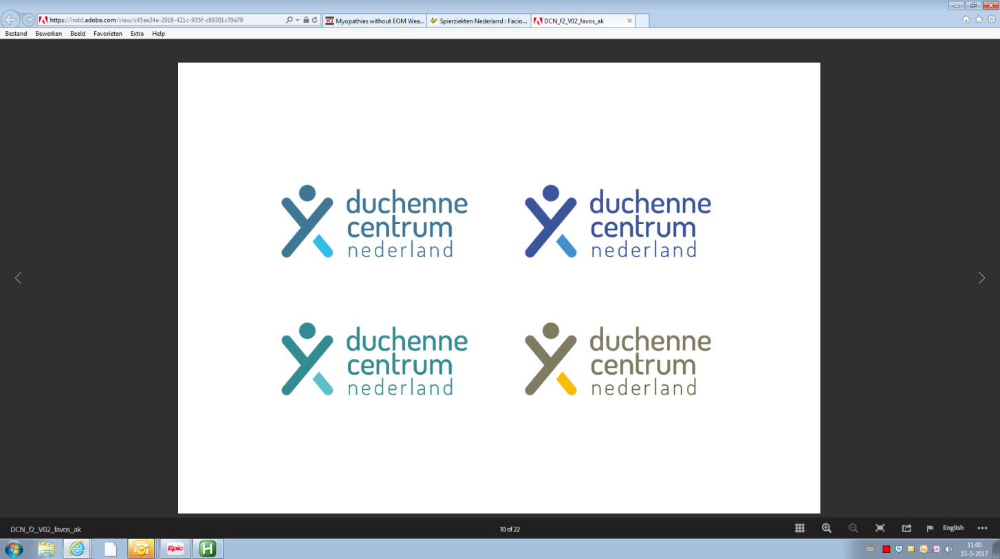 https://indd.adobe.com/view/c45ee34e-2918-421c-935f-c89301c79a79
Myopathies without EOM Wea...
Spierziekten Nederland : Facio...
DCN_f2_V02_favos_ak
Bestand Bewerken Beeld Favorieten Extra Help
duchenne
centrum
nederland
duchenne
centrum
nederland
duchenne
centrum
nederland
duchenne
centrum
nederland
DCN_f2_V02_favos_ak
10 of 22
English
Epic
H
11:00
15-5-2017